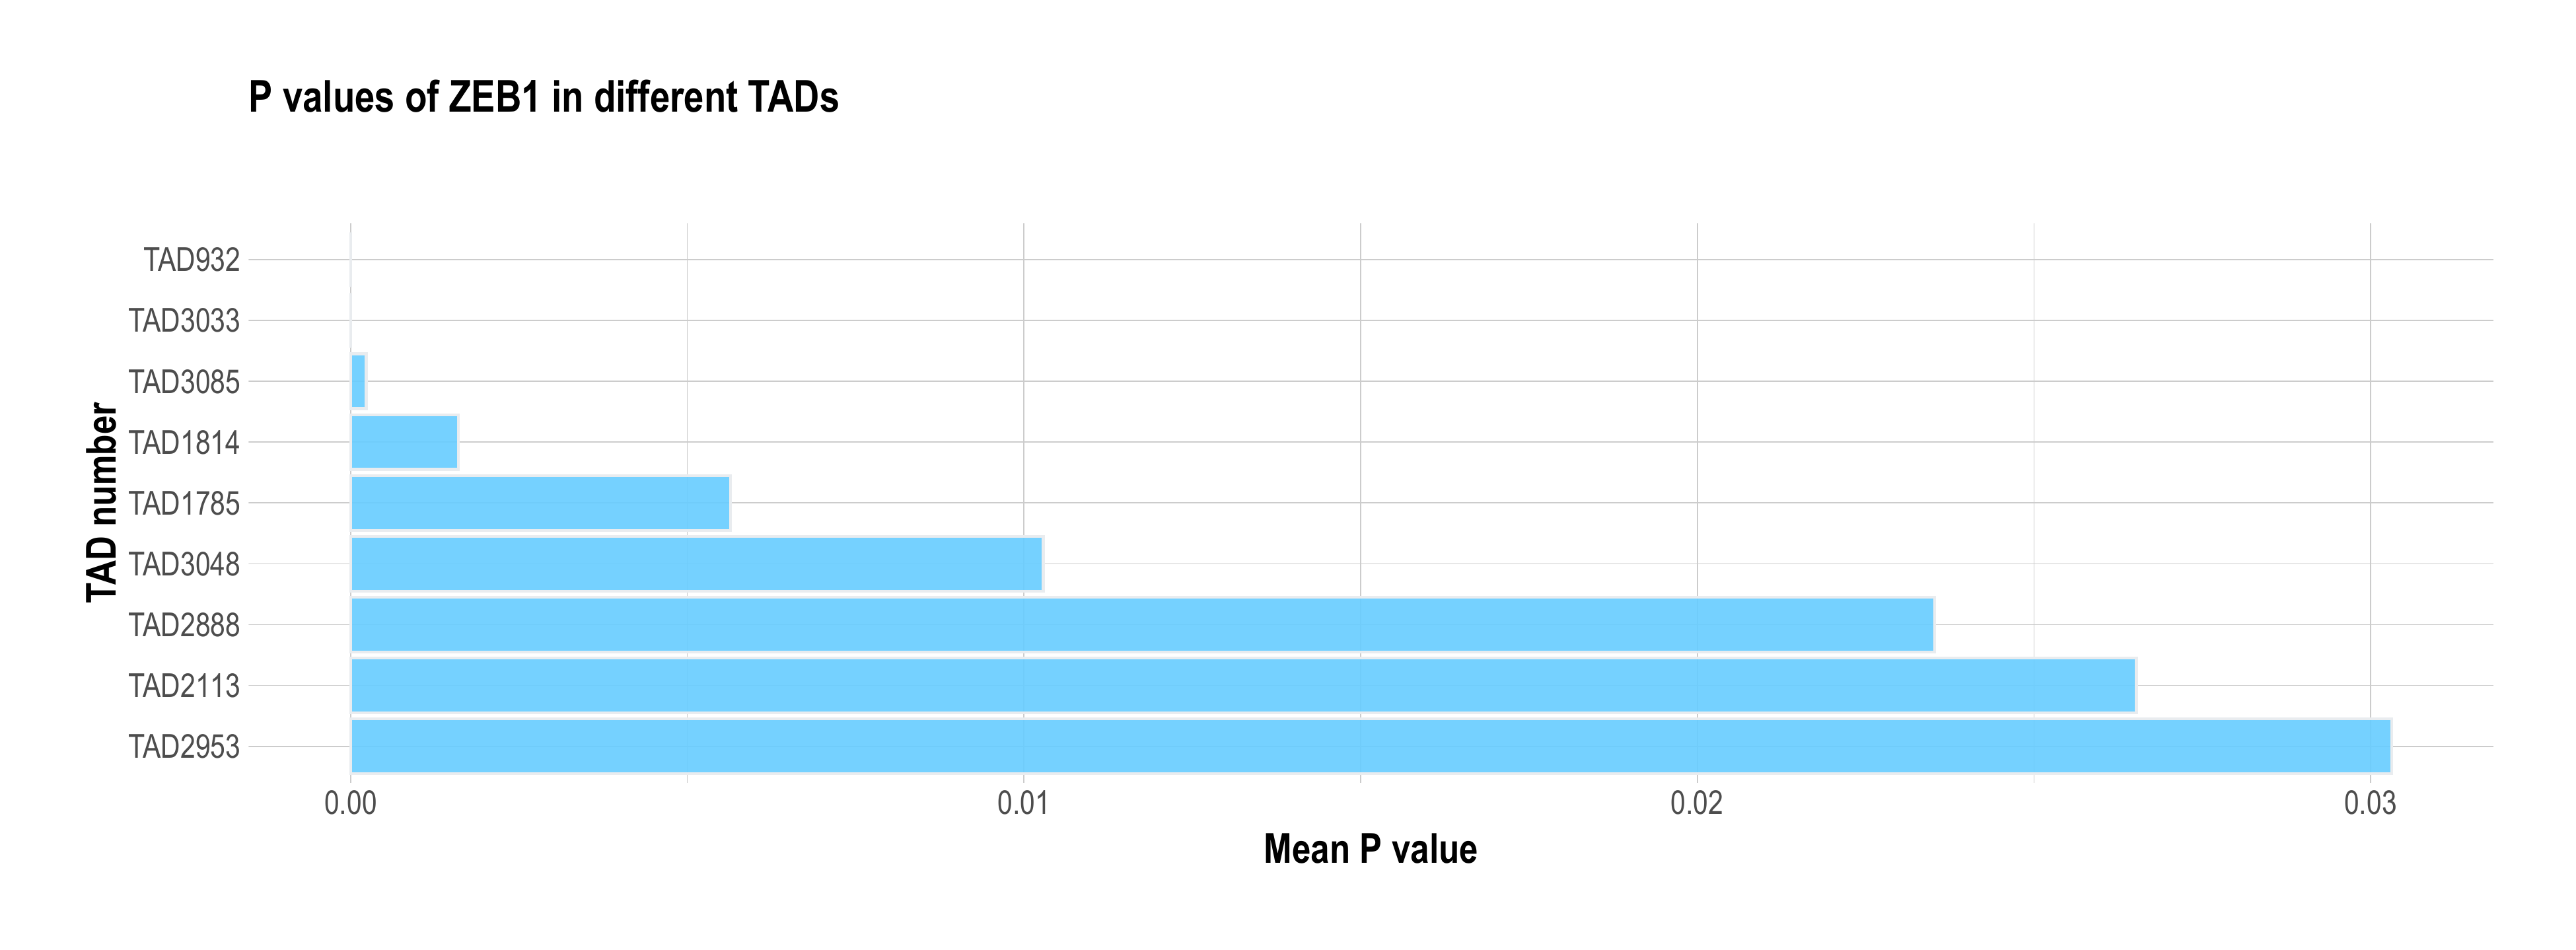 P values of ZEB1 in different TADs
TAD number
TAD932
TAD3033
TAD3085
TAD1814
TAD1785
TAD3048
TAD2888
TAD2113
TAD2953
0.00 0.01 0.02 0.03
Mean P value